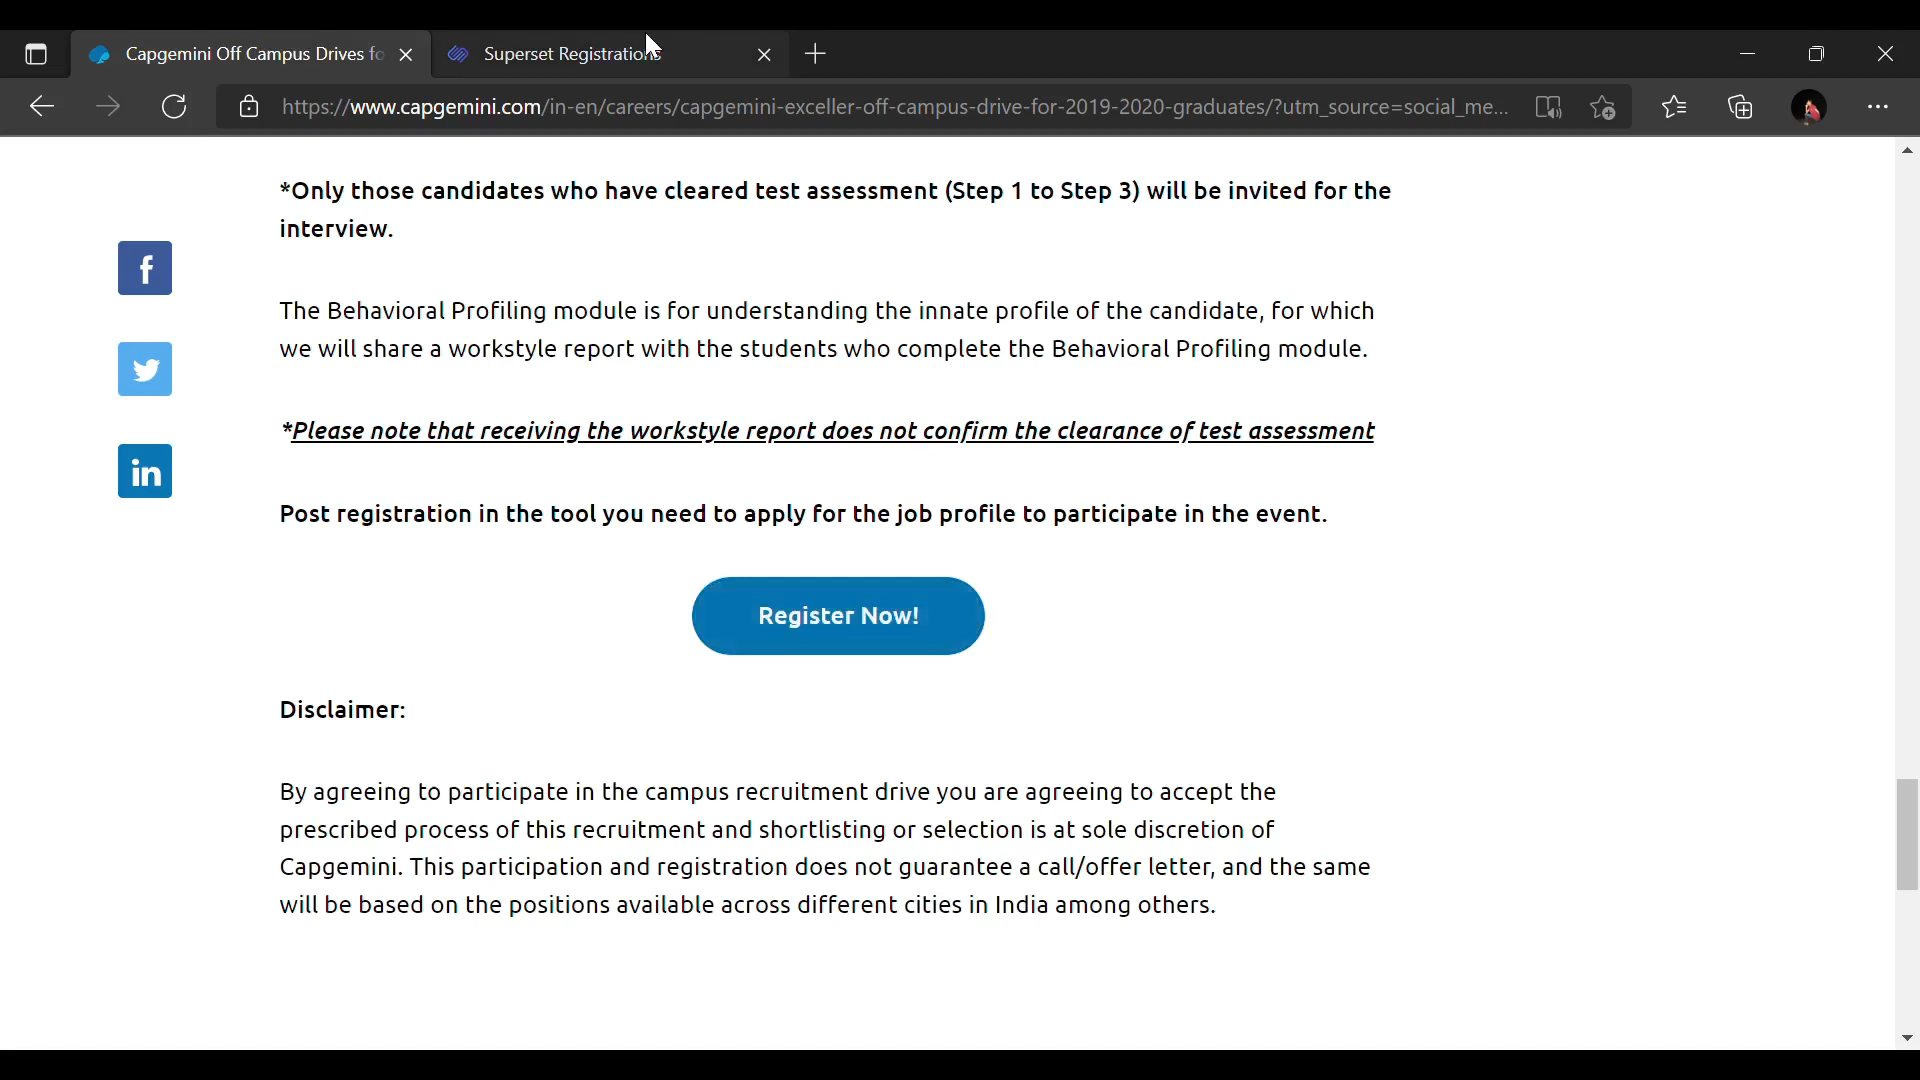 Capgemini Off Campus Drives fo
Superset Registrations
https://www.capgemini.com/in-en/careers/capgemini-exceller-off-campus-drive-for-2019-2020-graduates/?utm_source=social_me...
*Only those candidates who have cleared test assessment (Step 1 to Step 3) will be invited for the
interview.
f
The Behavioral Profiling module is for understanding the innate profile of the candidate, for which
we will share a workstyle report with the students who complete the Behavioral Profiling module.
*Please note that receiving the workstyle report does not confirm the clearance of test assessment
in
Post registration in the tool you need to apply for the job profile to participate in the event.
Register Now!
Disclaimer:
By agreeing to participate in the campus recruitment drive you are agreeing to accept the
prescribed process of this recruitment and shortlisting or selection is at sole discretion of
Capgemini. This participation and registration does not guarantee a call/offer letter, and the same
will be based on the positions available across different cities in India among others.